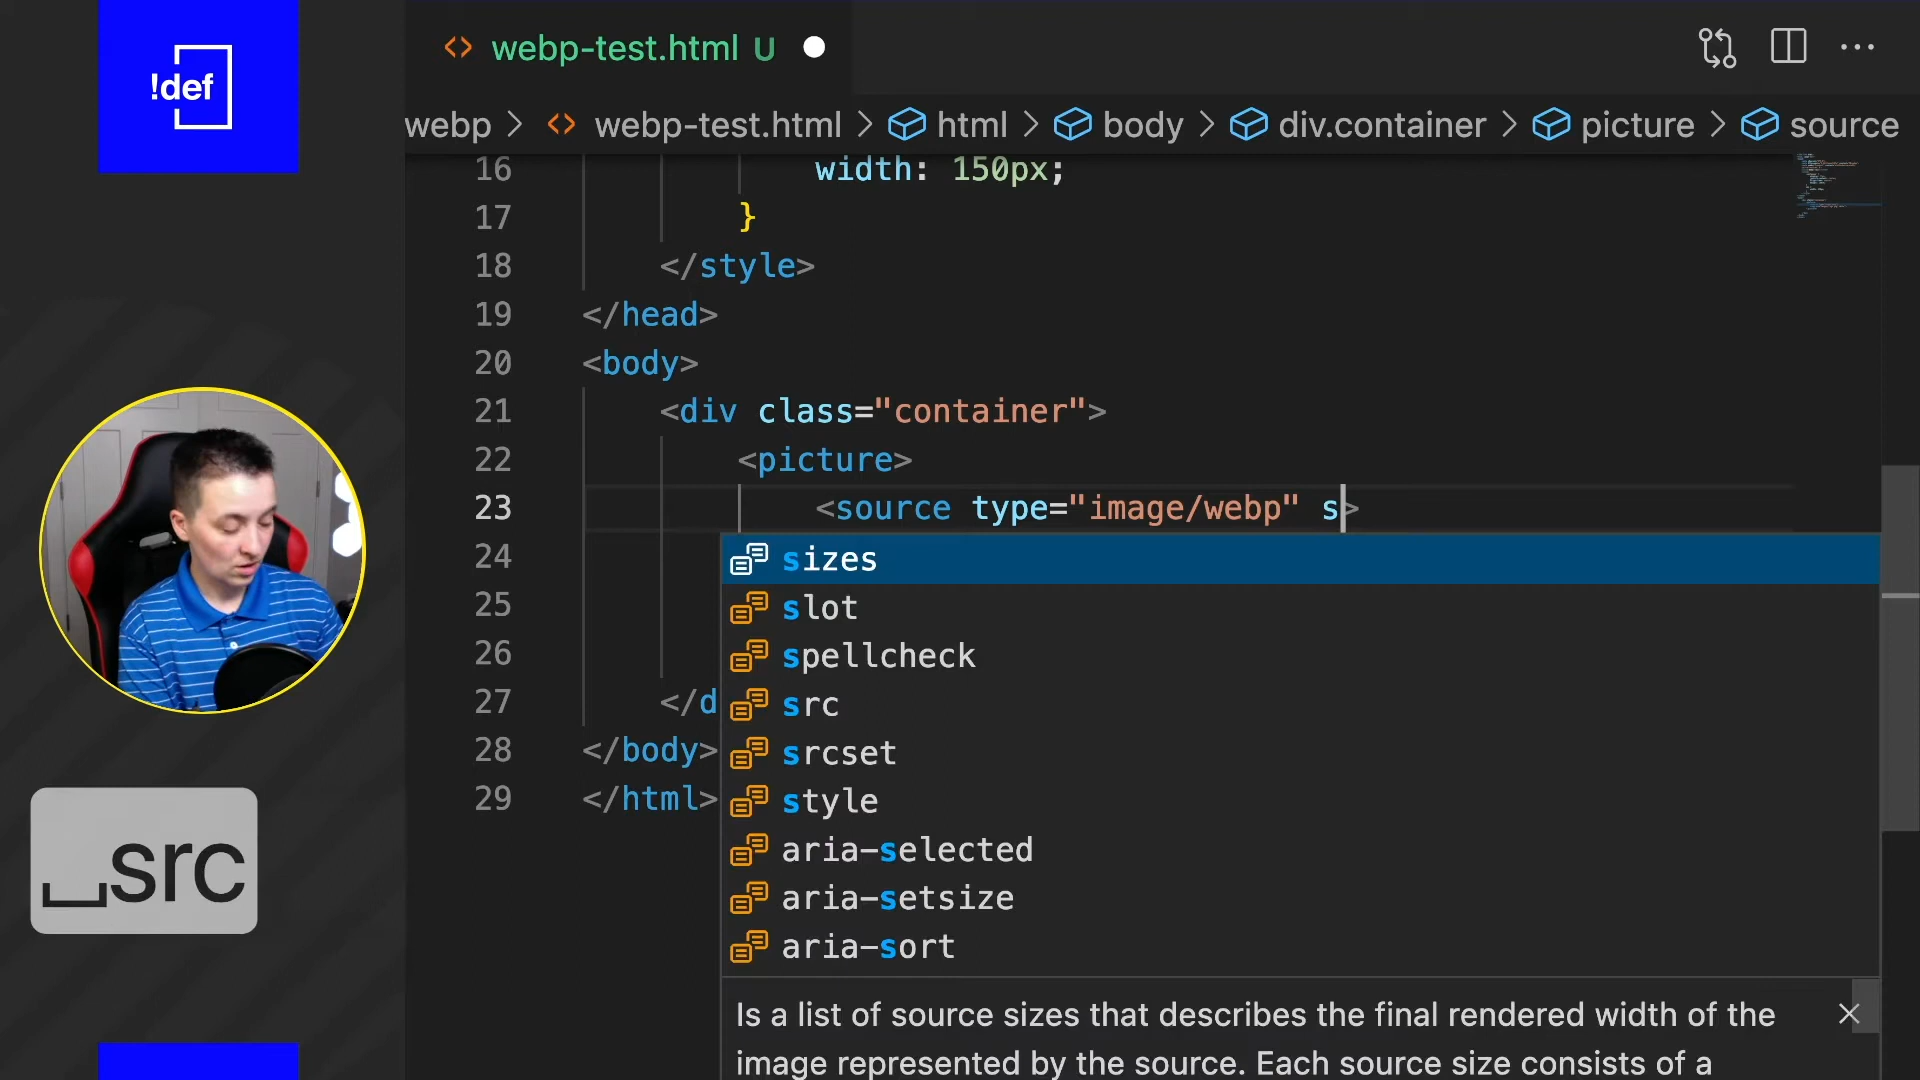 !def
webp-test.html U
webp > webp-test.html > html > body > div.container > picture > source
16 width: 150px;
17 }
18 </style>
19 </head>
20 <body>
21 <div class="container">
22 <picture>
23 <source type="image/webp" s>
24 sizes
slot
25 spellcheck
26 src
27 </d srcset
28 </body> style
29 </html> aria-selected
aria-setsize
aria-sort
Is a list of source sizes that describes the final rendered width of the
image represented by the source. Each source size consists of a
␣src